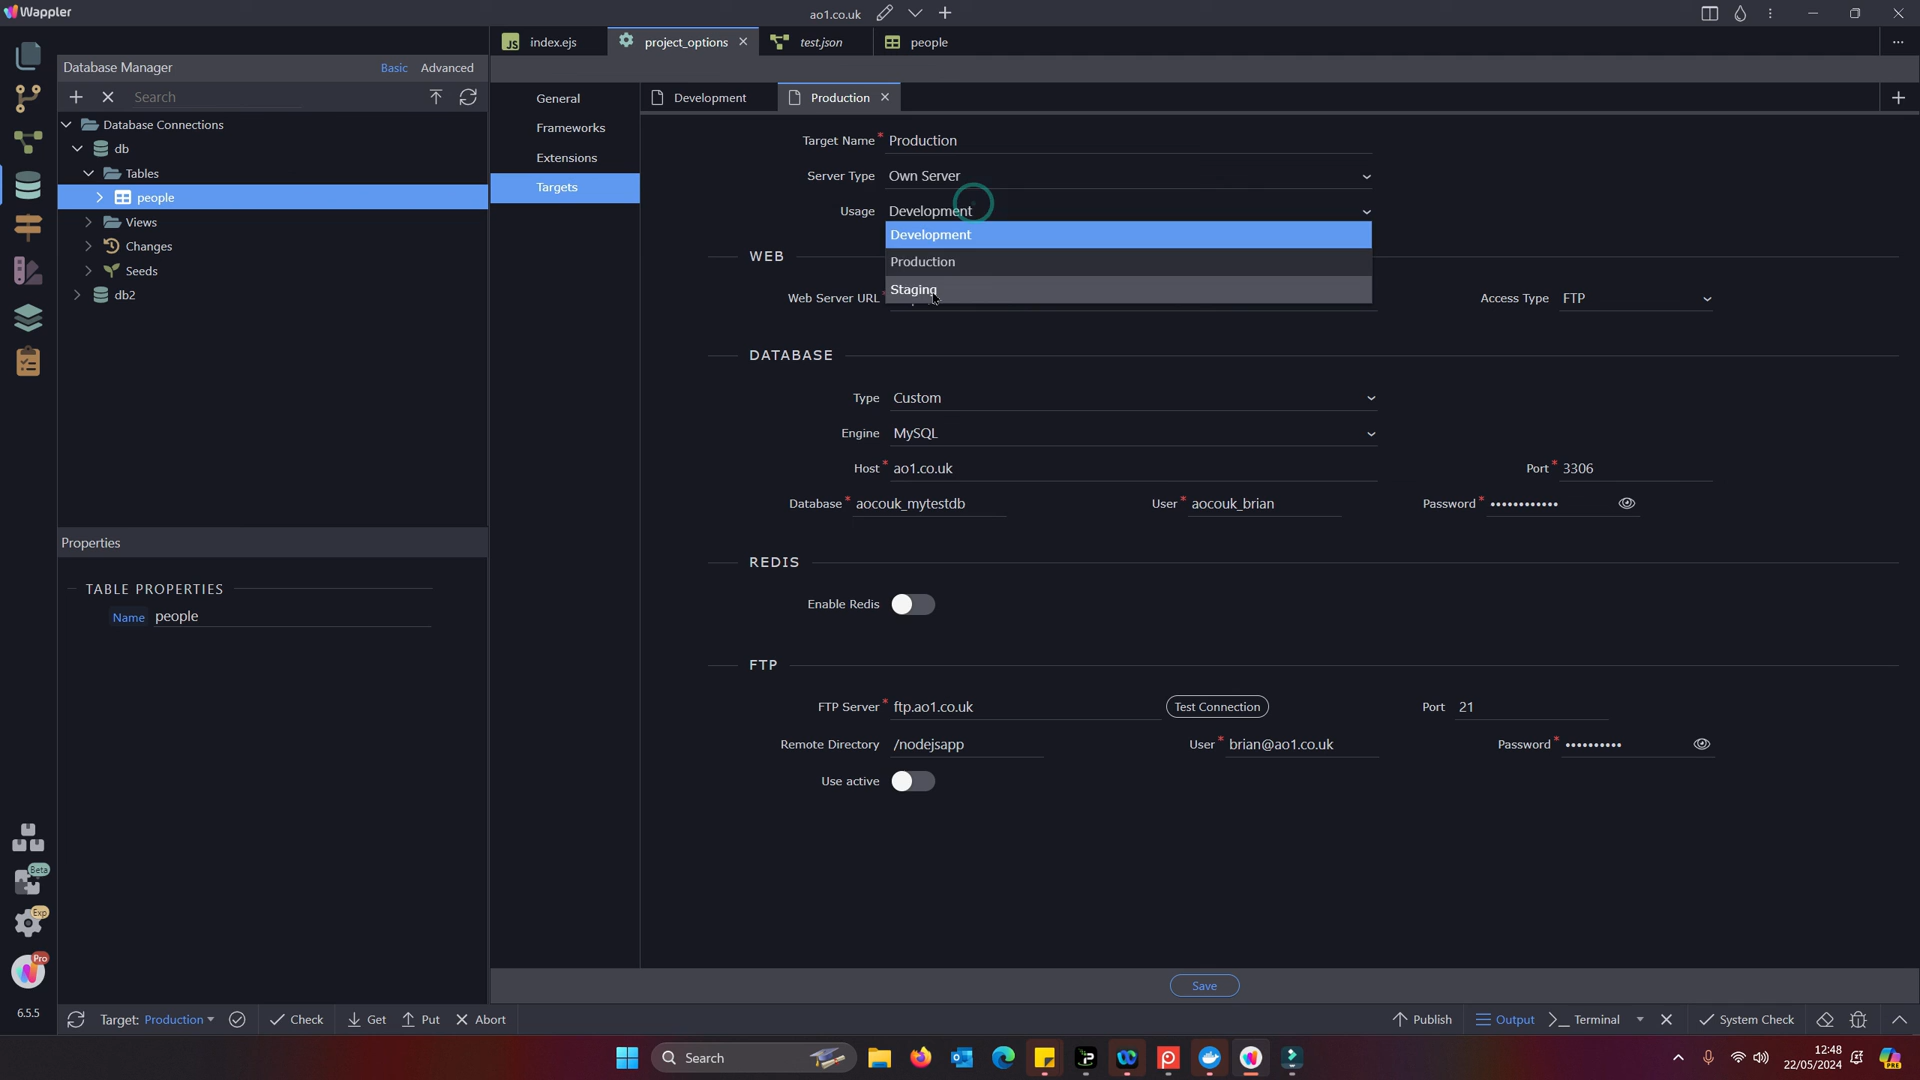 Wappler
ao1.co.uk
index.ejs
project_options
test.json
people
Database Manager
Basic
Advanced
Search
Database Connections
db
Tables
people
Views
Changes
Seeds
db2
Properties
TABLE PROPERTIES
Name people
General
Frameworks
Extensions
Targets
Development
Production
Target Name * Production
Server Type Own Server
Usage Development
Development
Production
Staging
WEB
Web Server URL
Access Type FTP
DATABASE
Type Custom
Engine MySQL
Host * ao1.co.uk
Port * 3306
Database * aocouk_mytestdb
User * aocouk_brian
Password * ••••••••••••
REDIS
Enable Redis
FTP
FTP Server * ftp.ao1.co.uk
Test Connection
Port 21
Remote Directory /nodejsapp
User * brian@ao1.co.uk
Password * ••••••••••
Use active
Save
Beta
Exp
Pro
6.5.5
Target: Production
Check
Get
Put
Abort
Publish
Output
Terminal
System Check
Search
12:48
22/05/2024
PRE